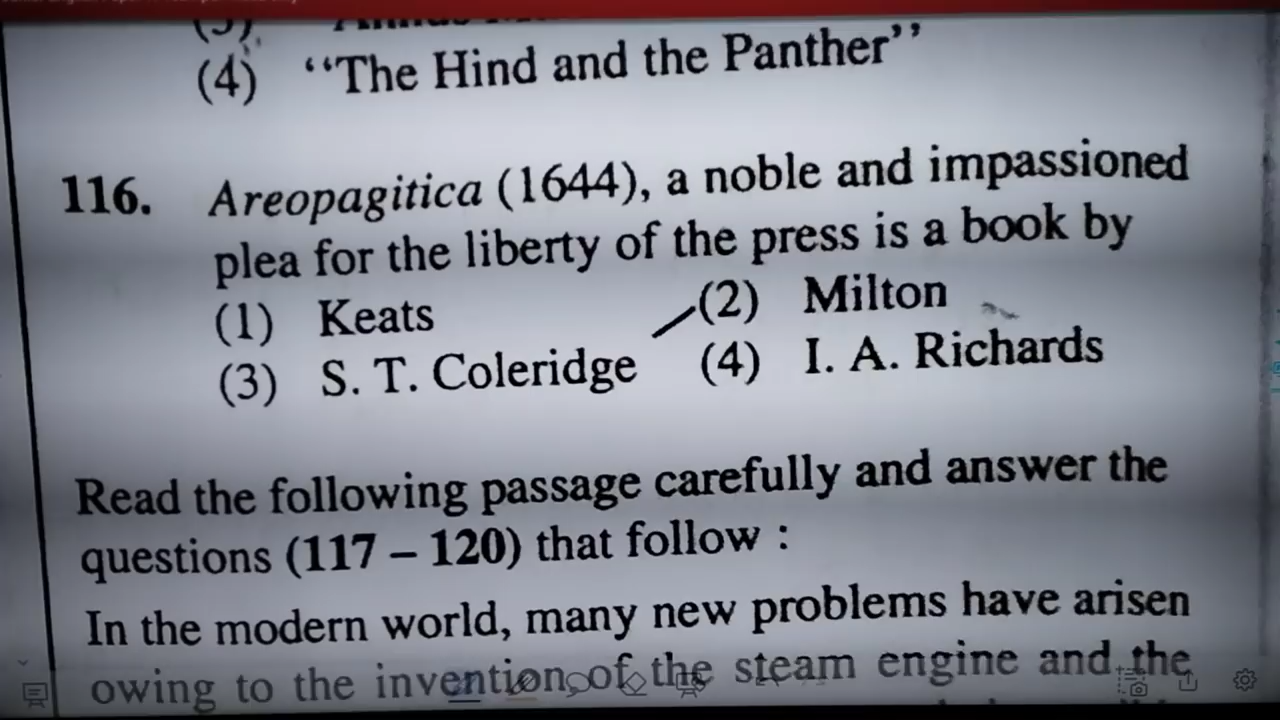 (4) “The Hind and the Panther”
116. Areopagitica (1644), a noble and impassioned
plea for the liberty of the press is a book by
(1) Keats (2) Milton
(3) S. T. Coleridge (4) I. A. Richards
Read the following passage carefully and answer the
questions (117 – 120) that follow :
In the modern world, many new problems have arisen
owing to the invention of the steam engine and the